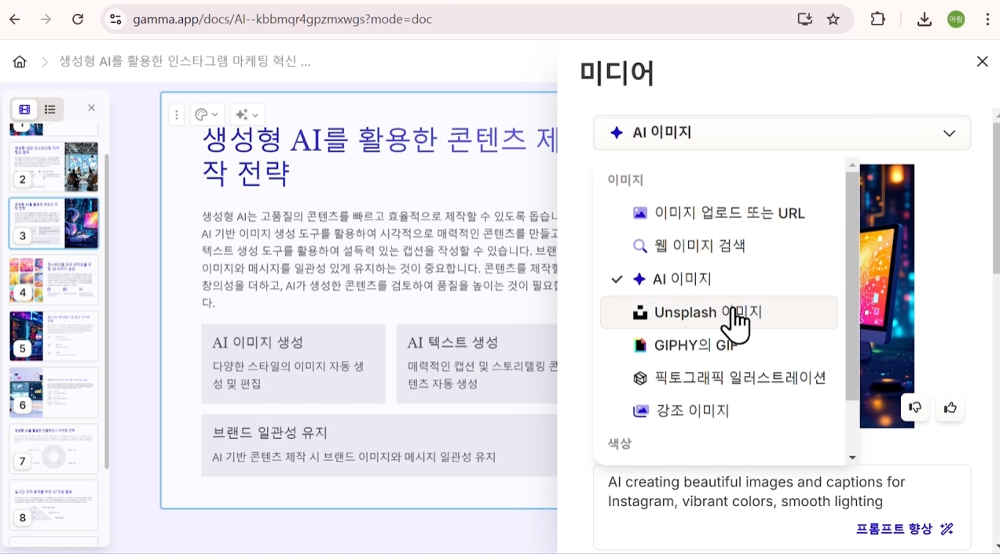 gamma.app/docs/AI--kbbmqr4gpzmxwgs?mode=doc
아람
생성형 AI를 활용한 인스타그램 마케팅 혁신 ...
2
3
4
5
6
7
8
생성형 AI를 활용한 콘텐츠 제
작 전략
생성형 AI는 고품질의 콘텐츠를 빠르고 효율적으로 제작할 수 있도록 돕습니
AI 기반 이미지 생성 도구를 활용하여 시각적으로 매력적인 콘텐츠를 만들고
텍스트 생성 도구를 활용하여 설득력 있는 캡션을 작성할 수 있습니다. 브랜
이미지와 메시지를 일관성 있게 유지하는 것이 중요합니다. 콘텐츠를 제작할
창의성을 더하고, AI가 생성한 콘텐츠를 검토하여 품질을 높이는 것이 필요합
다.
AI 이미지 생성
다양한 스타일의 이미지 자동 생
성 및 편집
AI 텍스트 생성
매력적인 캡션 및 스토리텔링 콘
텐츠 자동 생성
브랜드 일관성 유지
AI 기반 콘텐츠 제작 시 브랜드 이미지와 메시지 일관성 유지
미디어
AI 이미지
이미지
이미지 업로드 또는 URL
웹 이미지 검색
AI 이미지
Unsplash 이미지
GIPHY의 GIF
픽토그래픽 일러스트레이션
강조 이미지
색상
AI creating beautiful images and captions for
Instagram, vibrant colors, smooth lighting
프롬프트 향상